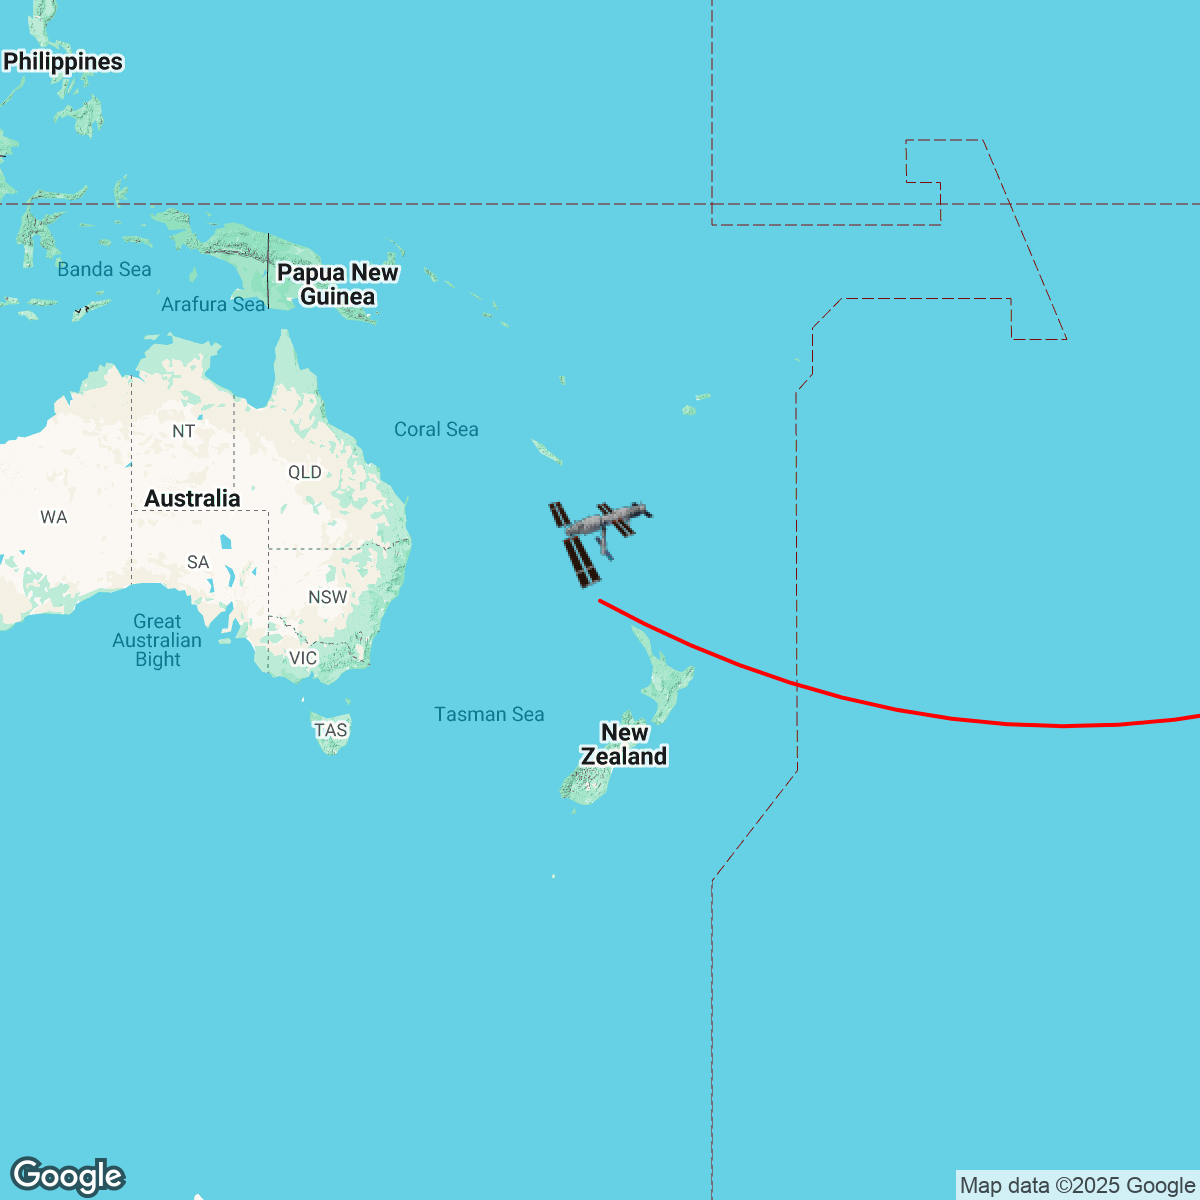 Philippines
Banda Sea
Papua New
Guinea
Arafura Sea
NT
Coral Sea
QLD
Australia
WA
SA
NSW
Great
Australian
Bight
VIC
Tasman Sea
TAS
New
Zealand
Google
Map data ©2025 Google